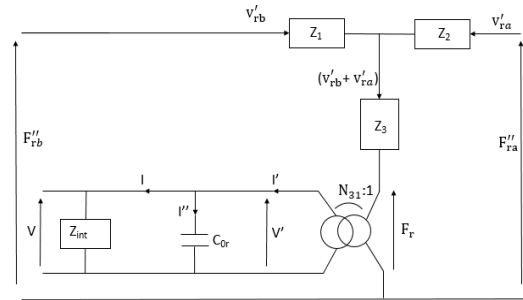 v′rb
Z1
Z2
v′ra
(v′rb + v′ra)
Z3
F″rb
F″ra
N31:1
I
I′
I″
V
Zint
C0r
V′
Fr